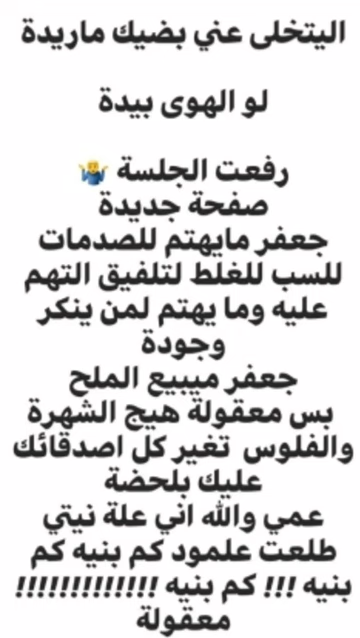 اليتخلى عني بضيك ماريدة
لو الهوى بيدة
رفعت الجلسة 🤷‍♂️
صفحة جديدة
جعفر مايهتم للصدمات
للسب للغلط لتلفيق التهم
عليه وما يهتم لمن ينكر
وجودة
جعفر ميبيع الملح
بس معقولة هيج الشهرة
والفلوس تغير كل اصدقائك
عليك بلحضة
عمي والله اني علة نيتي
طلعت علمود كم بنيه كم
بنيه !!! كم بنيه !!!!!!!!!!!!!
معقولة